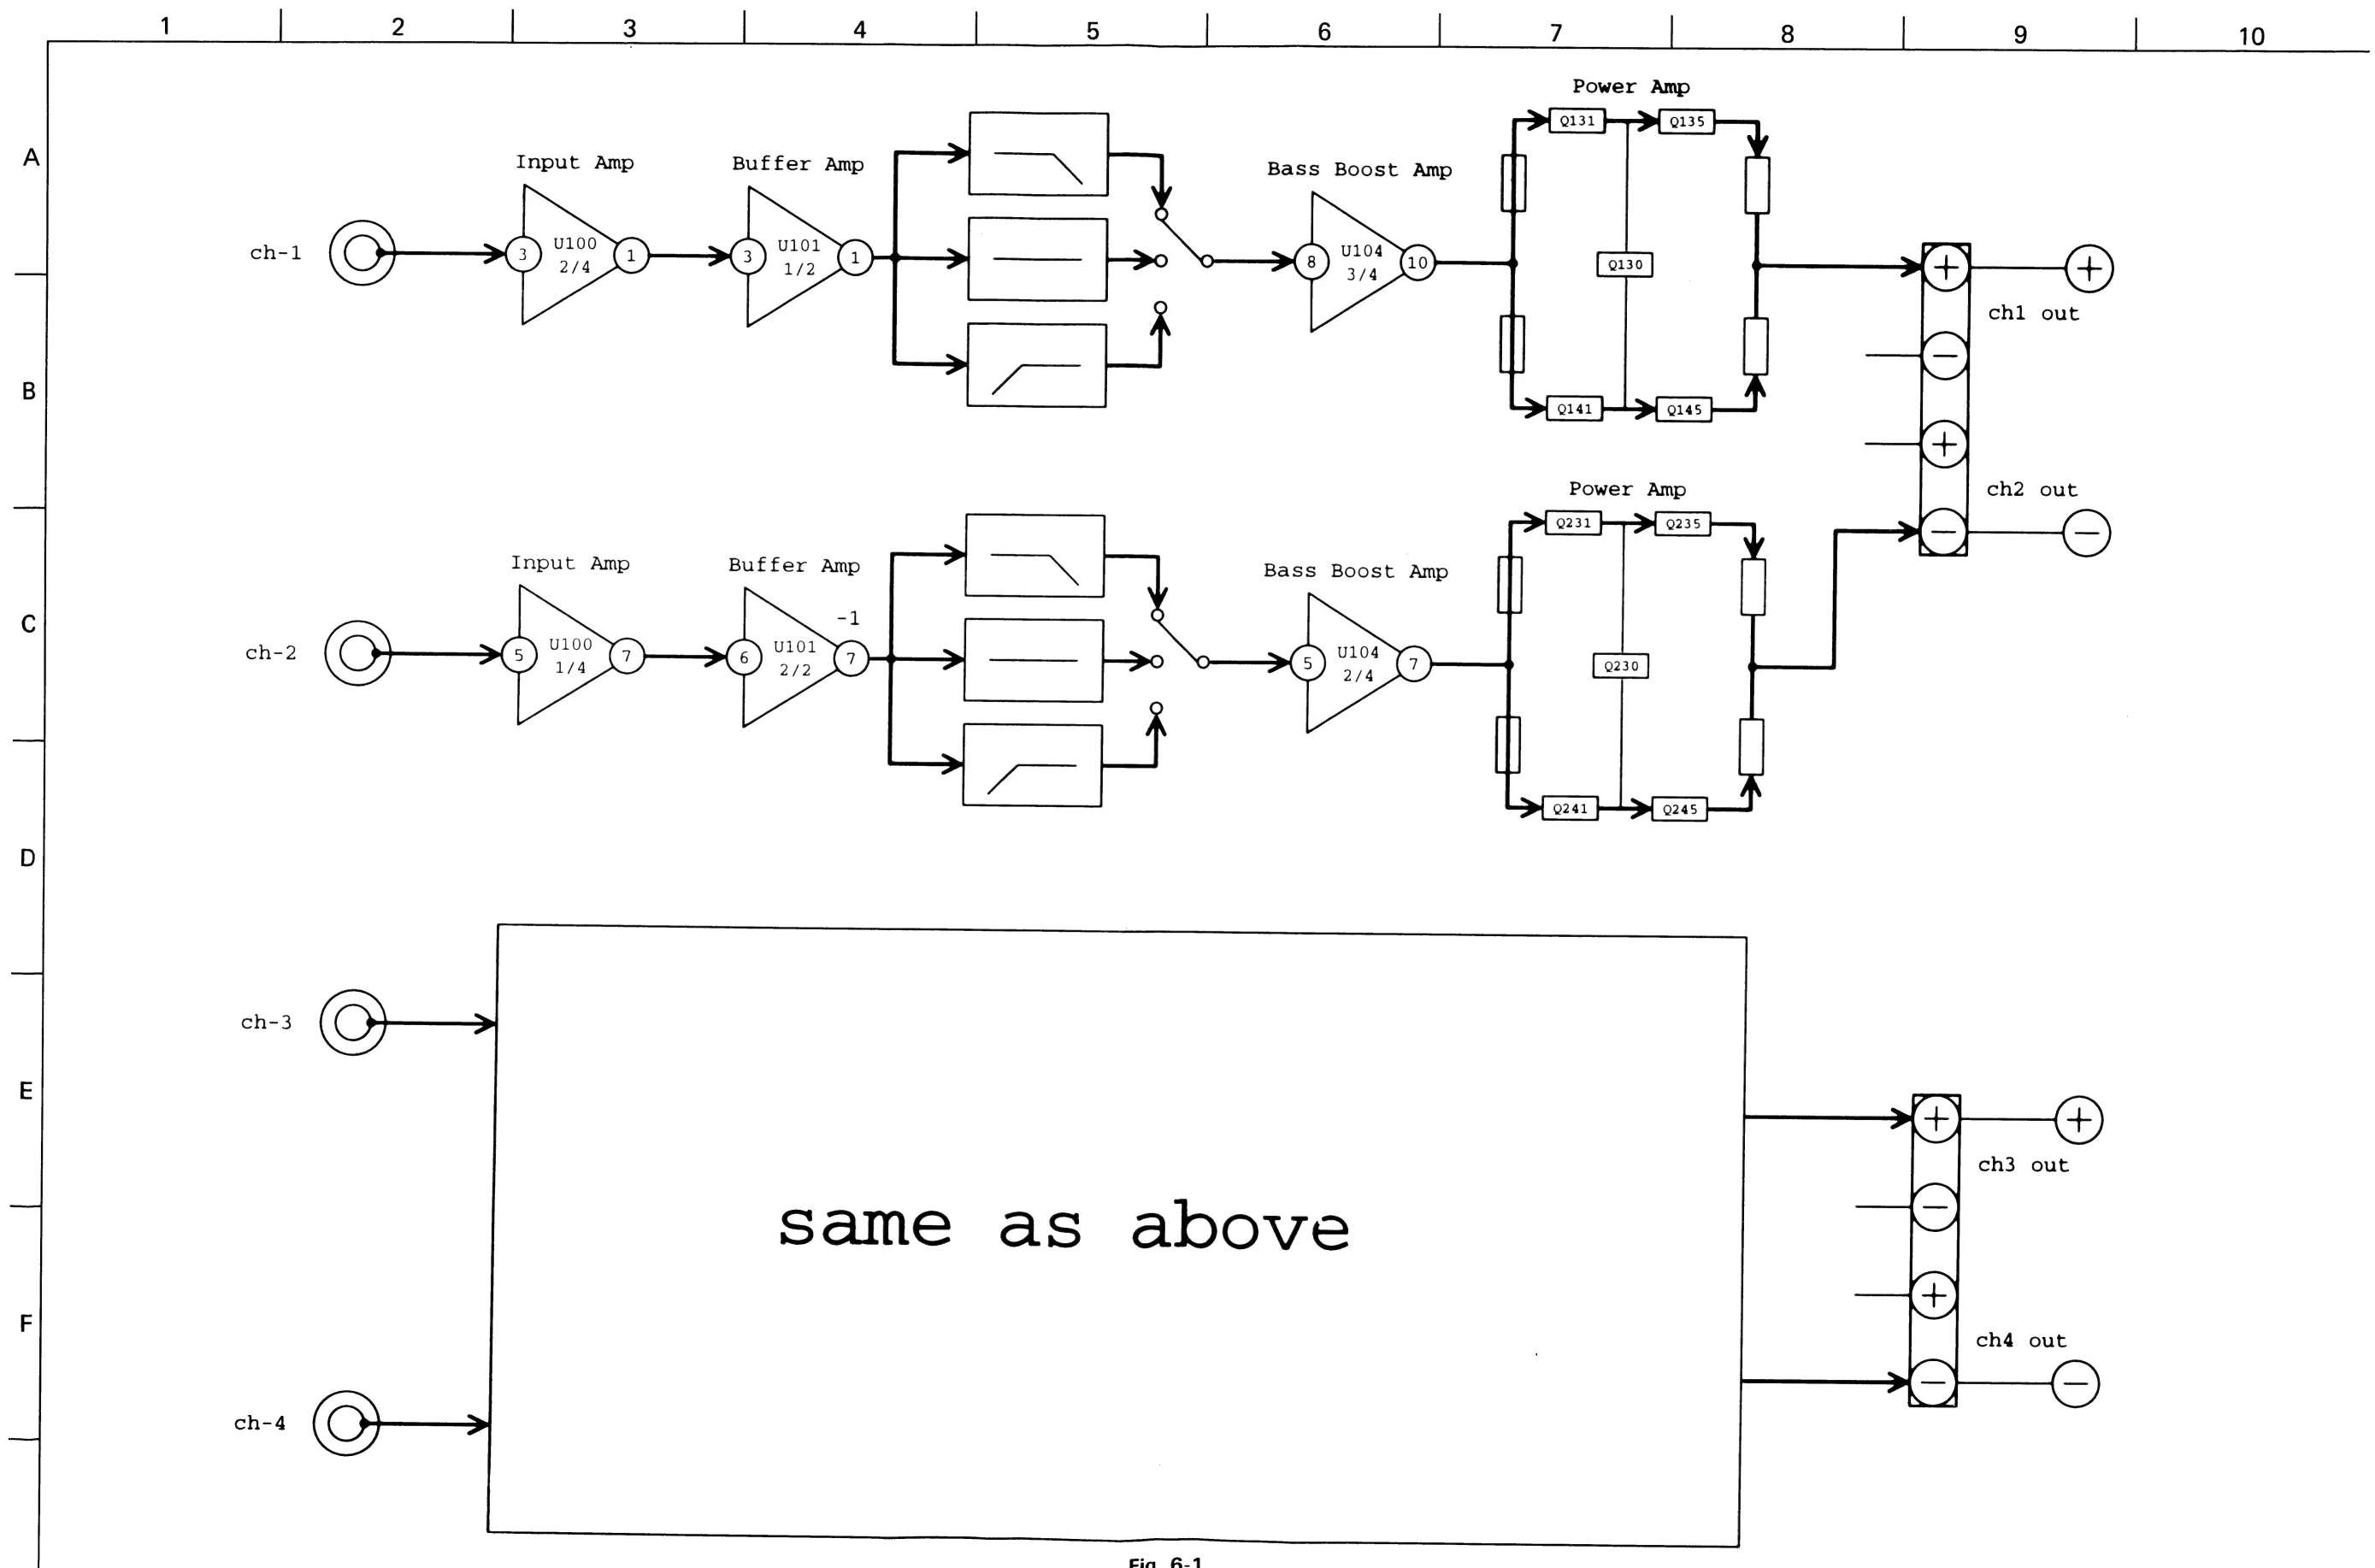 1 2 3 4 5 6 7 8 9 10
A
B
C
D
E
F
Power Amp
Q131 Q135
Input Amp Buffer Amp Bass Boost Amp
ch-1 3 U100 2/4 1 3 U101 1/2 1 8 U104 3/4 10 Q130 + +
ch1 out
−
Q141 Q145
+
Power Amp
ch2 out
Q231 Q235
− −
Input Amp Buffer Amp Bass Boost Amp
-1
ch-2 5 U100 1/4 7 6 U101 2/2 7 5 U104 2/4 7 Q230
Q241 Q245
ch-3
+ +
ch3 out
same as above
−
+
ch4 out
− −
ch-4
Fig. 6-1